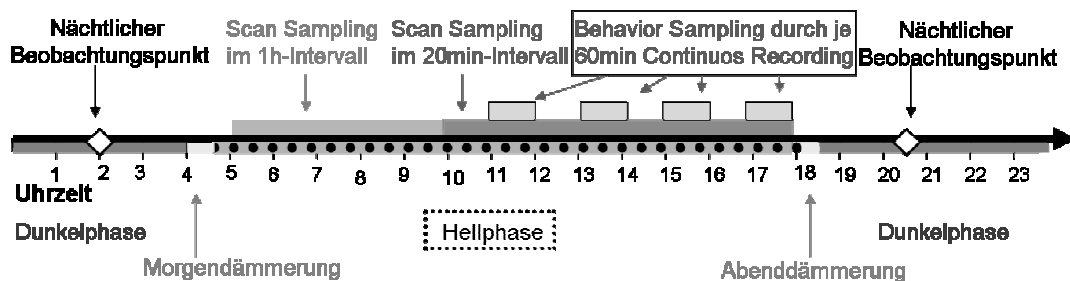 Nächtlicher
Beobachtungspunkt
Scan Sampling
im 1h-Intervall
Scan Sampling
im 20min-Intervall
Behavior Sampling durch je
60min Continuos Recording
Nächtlicher
Beobachtungspunkt
1 2 3 4 5 6 7 8 9 10 11 12 13 14 15 16 17 18 19 20 21 22 23
Uhrzeit
Dunkelphase
Hellphase
Dunkelphase
Morgendämmerung
Abenddämmerung